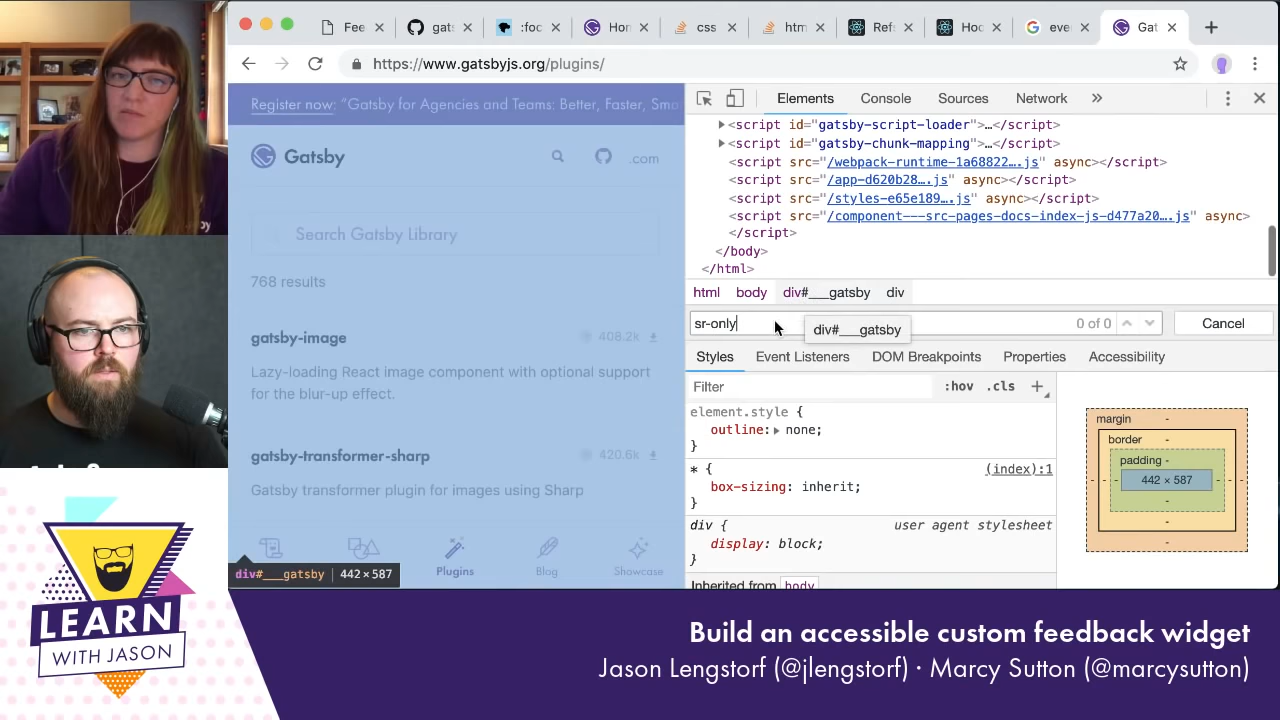 Fee
gats
:foc
Hon
css
htm
Refs
Hoc
eve
Gat
https://www.gatsbyjs.org/plugins/
Register now: "Gatsby for Agencies and Teams: Better, Faster, Sma
Gatsby
.com
Search Gatsby Library
768 results
gatsby-image
408.2k
Lazy-loading React image component with optional support
for the blur-up effect.
gatsby-transformer-sharp
420.6k
Gatsby transformer plugin for images using Sharp
Plugins
Blog
Showcase
div#___gatsby | 442×587
Elements
Console
Sources
Network
<script id="gatsby-script-loader">…</script>
<script id="gatsby-chunk-mapping">…</script>
<script src="/webpack-runtime-1a68822….js" async></script>
<script src="/app-d620b28….js" async></script>
<script src="/styles-e65e189….js" async></script>
<script src="/component---src-pages-docs-index-js-d477a20….js" async>
</script>
</body>
</html>
html body div#___gatsby div
sr-only
0 of 0
Cancel
div#___gatsby
Styles
Event Listeners
DOM Breakpoints
Properties
Accessibility
Filter
:hov .cls
element.style {
outline: none;
}
* {
(index):1
box-sizing: inherit;
}
div {
user agent stylesheet
display: block;
}
Inherited from body
margin -
border -
padding -
- - - 442 × 587 - - -
-
-
-
LEARN
WITH JASON
Build an accessible custom feedback widget
Jason Lengstorf (@jlengstorf) · Marcy Sutton (@marcysutton)